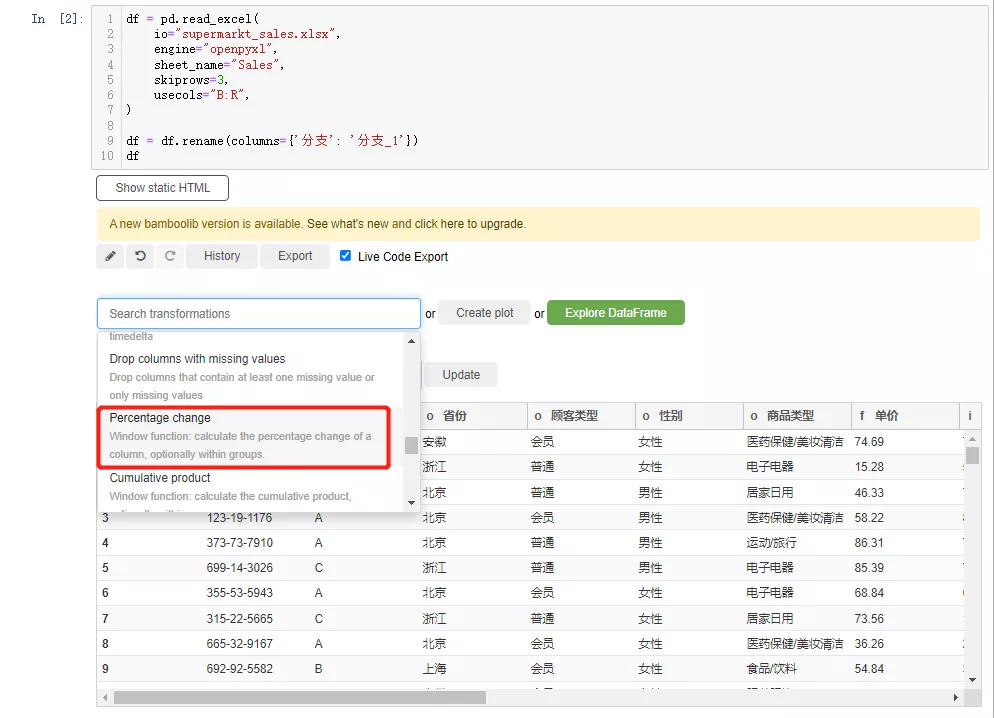 In [2]:
1 df = pd.read_excel(
2 io="supermarkt_sales.xlsx",
3 engine="openpyxl",
4 sheet_name="Sales",
5 skiprows=3,
6 usecols="B:R",
7 )
8
9 df = df.rename(columns={'分支': '分支_1'})
10 df
Show static HTML
A new bamboolib version is available. See what's new and click here to upgrade.
History Export Live Code Export
Search transformations or Create plot or Explore DataFrame
timedelta
Drop columns with missing values
Drop columns that contain at least one missing value or
only missing values
Update
Percentage change
Window function: calculate the percentage change of a
column, optionally within groups.
Cumulative product
Window function: calculate the cumulative product,
o 省份 o 顾客类型 o 性别 o 商品类型 f 单价 i
安徽 会员 女性 医药保健/美妆清洁 74.69
浙江 普通 女性 电子电器 15.28
北京 普通 女性 居家日用 46.33
3 123-19-1176 A 北京 会员 男性 医药保健/美妆清洁 58.22
4 373-73-7910 A 北京 普通 男性 运动/旅行 86.31
5 699-14-3026 C 浙江 普通 男性 电子电器 85.39
6 355-53-5943 A 北京 会员 女性 电子电器 68.84
7 315-22-5665 C 浙江 普通 女性 居家日用 73.56
8 665-32-9167 A 北京 会员 女性 医药保健/美妆清洁 36.26
9 692-92-5582 B 上海 会员 女性 食品/饮料 54.84